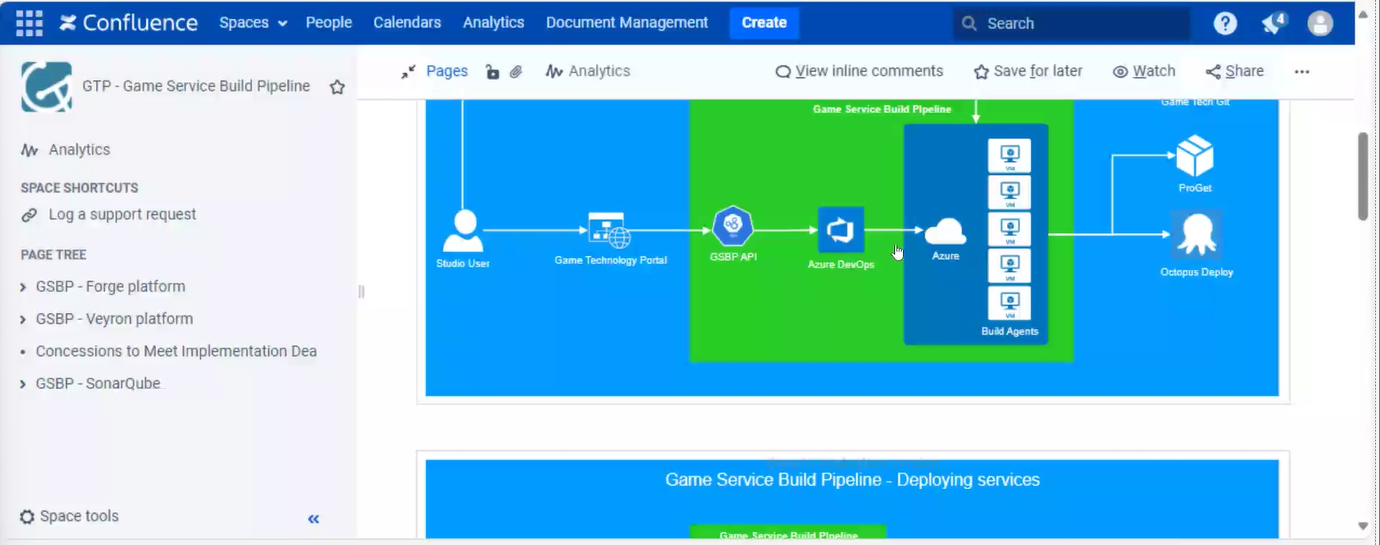 Confluence Spaces People Calendars Analytics Document Management Create Search 4
GTP - Game Service Build Pipeline
Pages Analytics View inline comments Save for later Watch Share
Analytics
SPACE SHORTCUTS
Log a support request
PAGE TREE
GSBP - Forge platform
GSBP - Veyron platform
Concessions to Meet Implementation Dea
GSBP - SonarQube
Space tools
Game Service Build PIpeline
Game Tech Git
VM
VM
VM
VM
VM
ProGet
Studio User
Game Technology Portal
GSBP API
Azure DevOps
Azure
Build Agents
Octopus Deploy
Game Service Build Pipeline - Deploying services
Game Service Build PIpeline